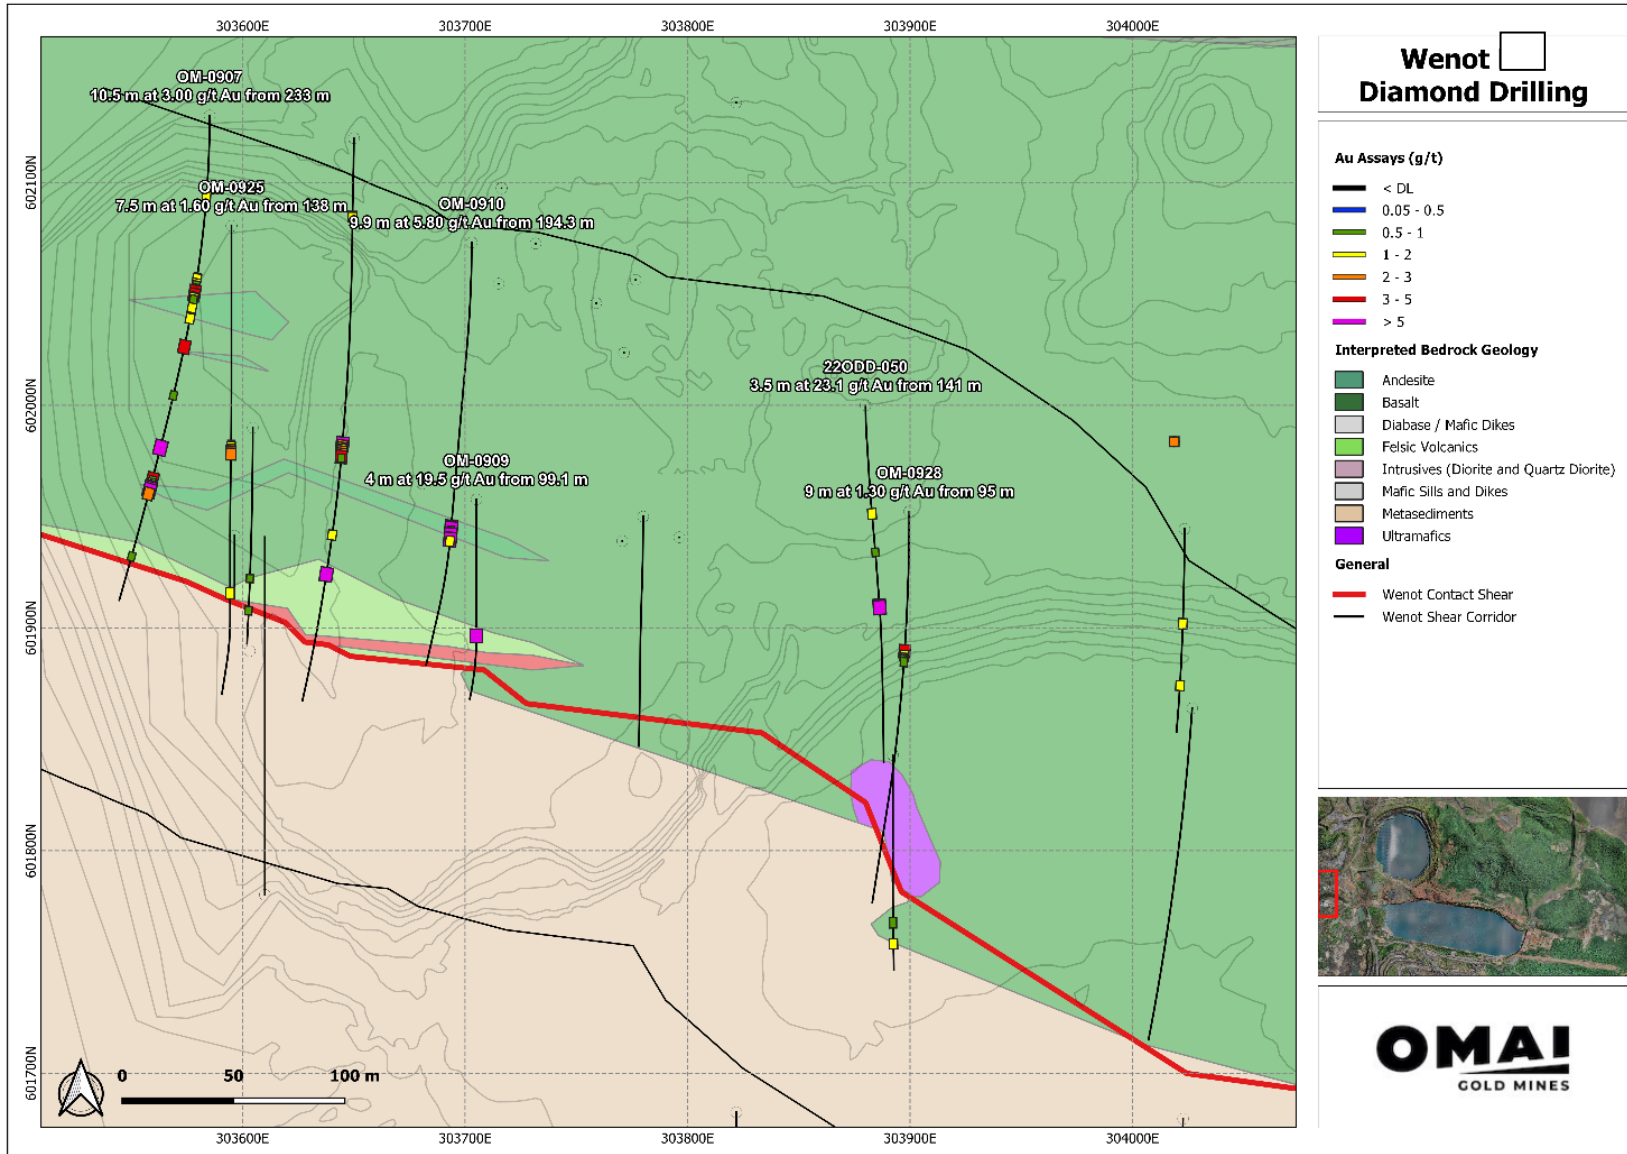 303600E
303700E
303800E
303900E
304000E
Wenot
Diamond Drilling
OM-0907
10.5 m at 3.00 g/t Au from 233 m
OM-0925
7.5 m at 1.60 g/t Au from 138 m
OM-0910
9.9 m at 5.80 g/t Au from 194.3 m
22ODD-050
3.5 m at 23.1 g/t Au from 141 m
OM-0909
4 m at 19.5 g/t Au from 99.1 m
OM-0928
9 m at 1.30 g/t Au from 95 m
602100N
602000N
601900N
601800N
601700N
0 50 100 m
303600E
303700E
303800E
303900E
304000E
Au Assays (g/t)
< DL
0.05 - 0.5
0.5 - 1
1 - 2
2 - 3
3 - 5
> 5
Interpreted Bedrock Geology
Andesite
Basalt
Diabase / Mafic Dikes
Felsic Volcanics
Intrusives (Diorite and Quartz Diorite)
Mafic Sills and Dikes
Metasediments
Ultramafics
General
Wenot Contact Shear
Wenot Shear Corridor
OMAI
GOLD MINES